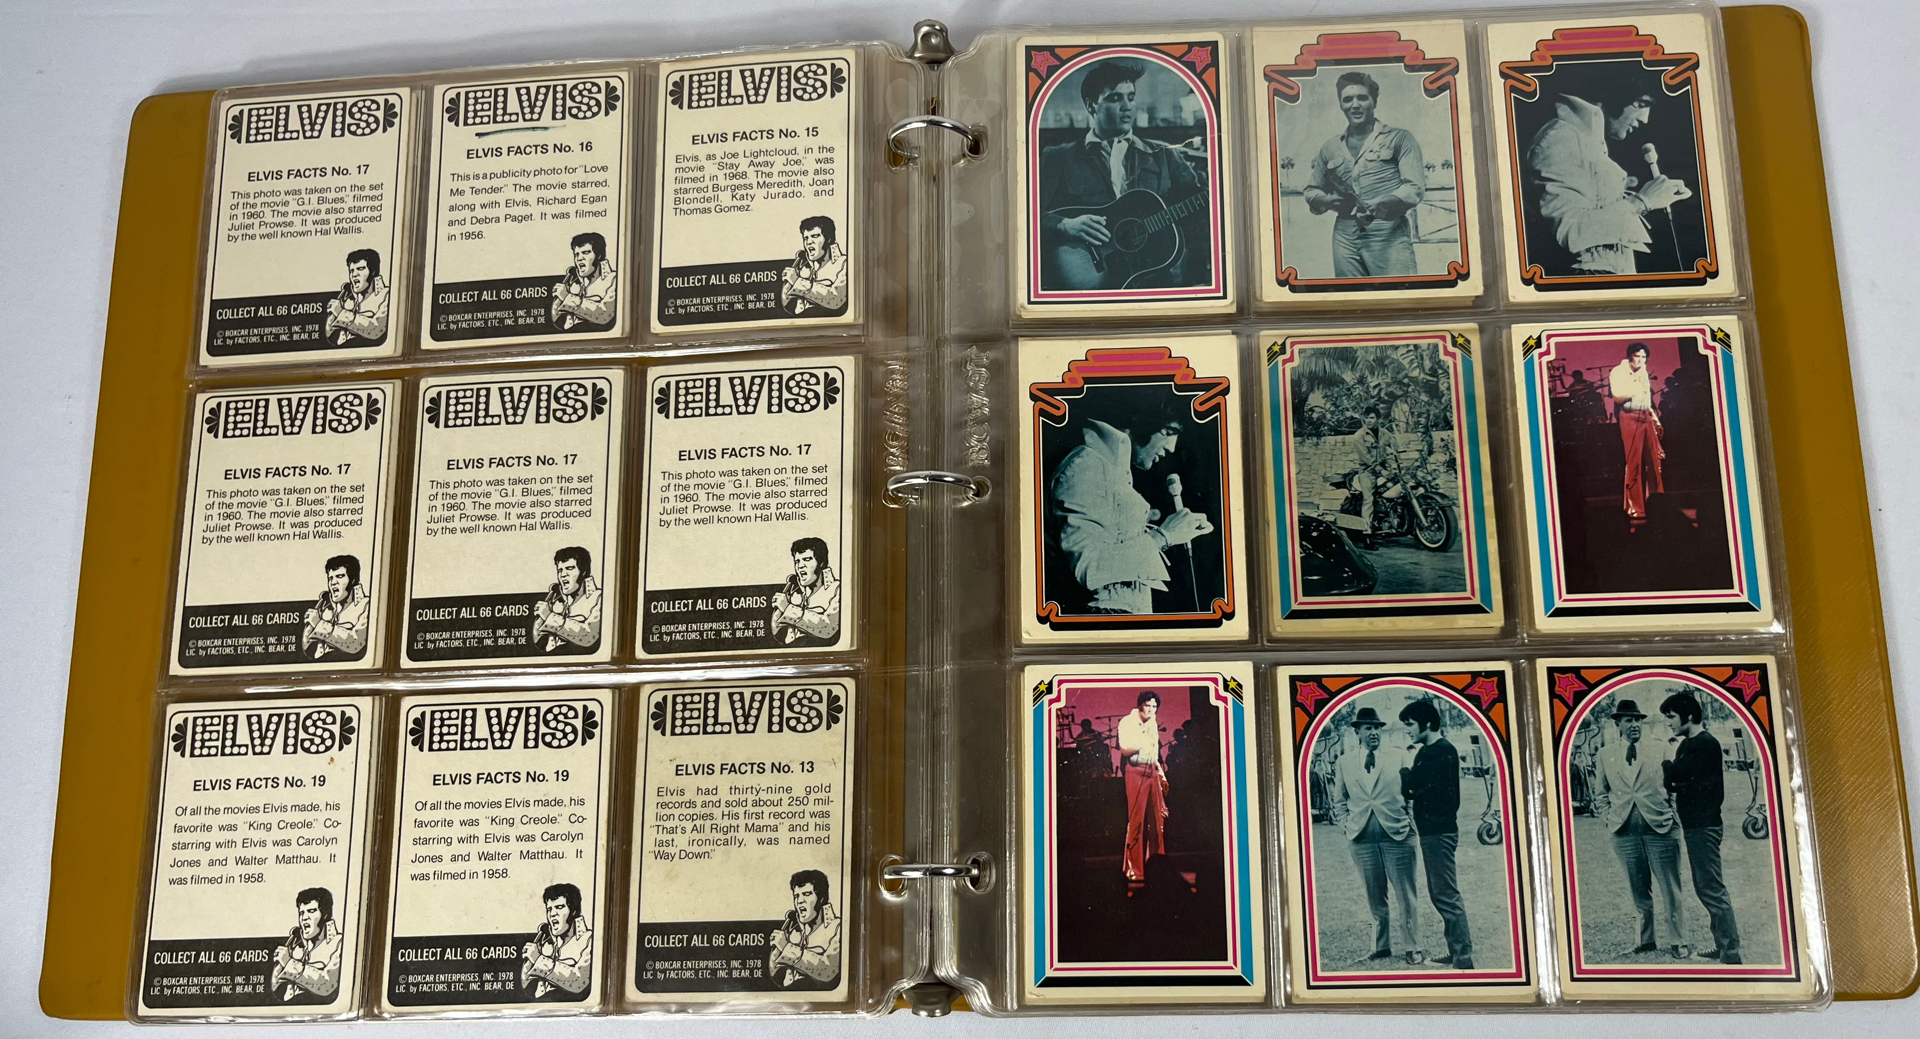 ELVIS
ELVIS FACTS No. 17
This photo was taken on the set
of the movie "G.I. Blues," filmed
in 1960. The movie also starred
Juliet Prowse. It was produced
by the well known Hal Wallis.
COLLECT ALL 66 CARDS
© BOXCAR ENTERPRISES, INC. 1978
LIC. by FACTORS, ETC., INC. BEAR, DE
ELVIS
ELVIS FACTS No. 16
This is a publicity photo for "Love
Me Tender." The movie starred,
along with Elvis, Richard Egan
and Debra Paget. It was filmed
in 1956.
COLLECT ALL 66 CARDS
© BOXCAR ENTERPRISES, INC. 1978
LIC. by FACTORS, ETC., INC. BEAR, DE
ELVIS
ELVIS FACTS No. 15
Elvis, as Joe Lightcloud, in the
movie "Stay Away Joe," was
filmed in 1968. The movie also
starred Burgess Meredith, Joan
Blondell, Katy Jurado, and
Thomas Gomez.
COLLECT ALL 66 CARDS
© BOXCAR ENTERPRISES, INC. 1978
LIC. by FACTORS, ETC., INC. BEAR, DE
ELVIS
ELVIS FACTS No. 17
This photo was taken on the set
of the movie "G.I. Blues," filmed
in 1960. The movie also starred
Juliet Prowse. It was produced
by the well known Hal Wallis.
COLLECT ALL 66 CARDS
© BOXCAR ENTERPRISES, INC. 1978
LIC. by FACTORS, ETC., INC. BEAR, DE
ELVIS
ELVIS FACTS No. 17
This photo was taken on the set
of the movie "G.I. Blues," filmed
in 1960. The movie also starred
Juliet Prowse. It was produced
by the well known Hal Wallis.
COLLECT ALL 66 CARDS
© BOXCAR ENTERPRISES, INC. 1978
LIC. by FACTORS, ETC., INC. BEAR, DE
ELVIS
ELVIS FACTS No. 17
This photo was taken on the set
of the movie "G.I. Blues," filmed
in 1960. The movie also starred
Juliet Prowse. It was produced
by the well known Hal Wallis.
COLLECT ALL 66 CARDS
© BOXCAR ENTERPRISES, INC. 1978
LIC. by FACTORS, ETC., INC. BEAR, DE
ELVIS
ELVIS FACTS No. 19
Of all the movies Elvis made, his
favorite was "King Creole." Co-
starring with Elvis was Carolyn
Jones and Walter Matthau. It
was filmed in 1958.
COLLECT ALL 66 CARDS
© BOXCAR ENTERPRISES, INC. 1978
LIC. by FACTORS, ETC., INC. BEAR, DE
ELVIS
ELVIS FACTS No. 19
Of all the movies Elvis made, his
favorite was "King Creole." Co-
starring with Elvis was Carolyn
Jones and Walter Matthau. It
was filmed in 1958.
COLLECT ALL 66 CARDS
© BOXCAR ENTERPRISES, INC. 1978
LIC. by FACTORS, ETC., INC. BEAR, DE
ELVIS
ELVIS FACTS No. 13
Elvis had thirty-nine gold
records and sold about 250 mil-
lion copies. His first record was
"That's All Right Mama" and his
last, ironically, was named
"Way Down."
COLLECT ALL 66 CARDS
© BOXCAR ENTERPRISES, INC. 1978
LIC. by FACTORS, ETC., INC. BEAR, DE